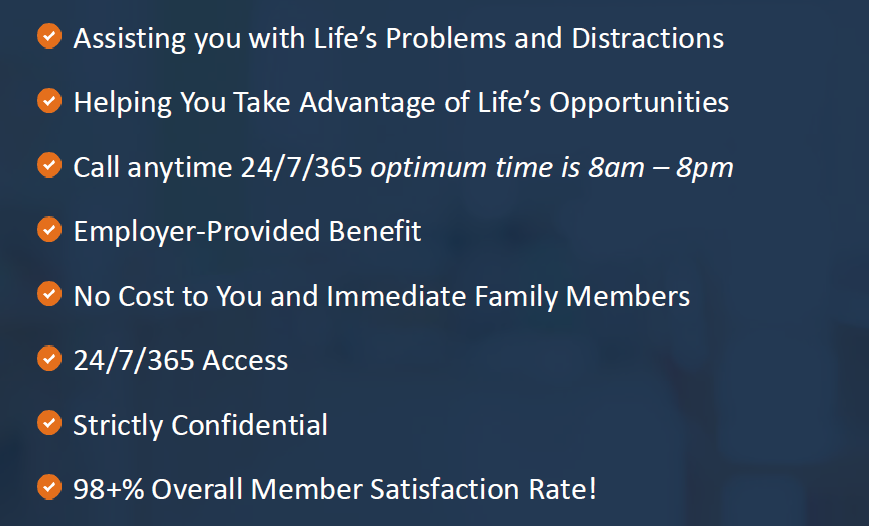 Assisting you with Life’s Problems and Distractions
Helping You Take Advantage of Life’s Opportunities
Call anytime 24/7/365 optimum time is 8am – 8pm
Employer-Provided Benefit
No Cost to You and Immediate Family Members
24/7/365 Access
Strictly Confidential
98+% Overall Member Satisfaction Rate!